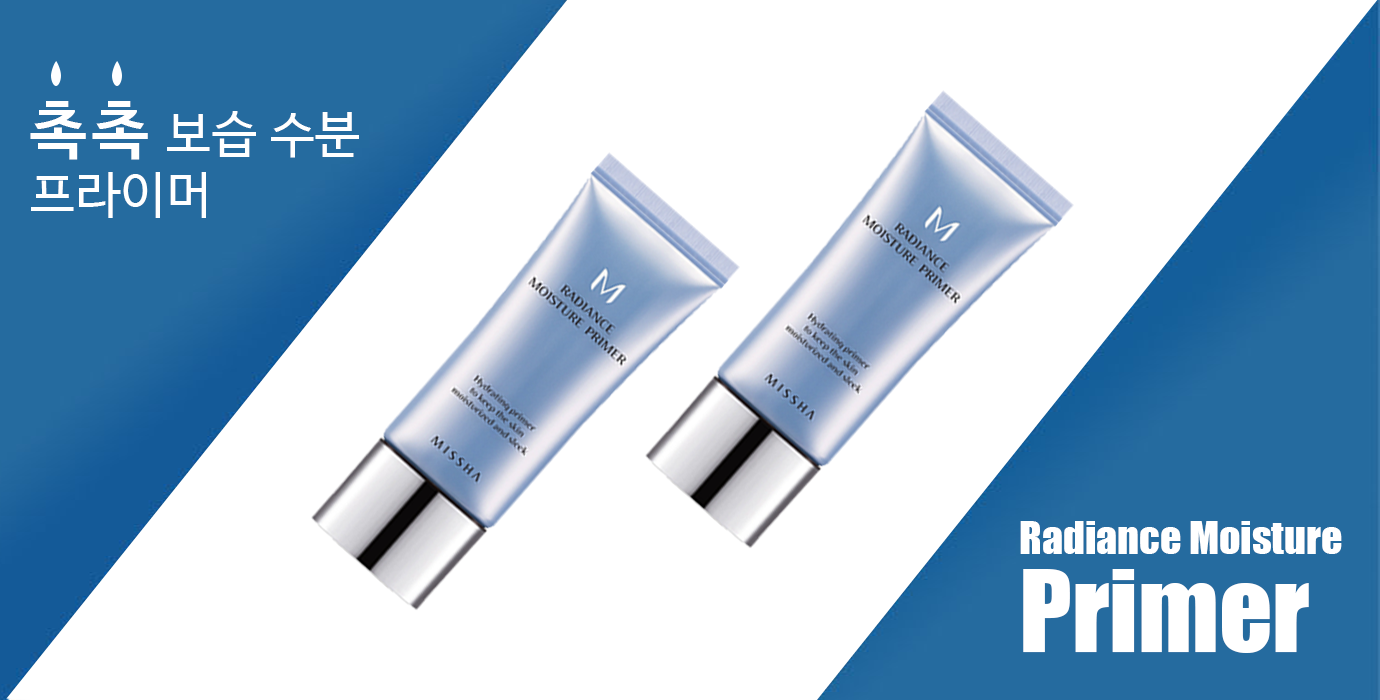 촉촉 보습 수분
프라이머
M
RADIANCE
MOISTURE PRIMER
Hydrating primer
to keep the skin
moisturized and sleek
MISSHA
M
RADIANCE
MOISTURE PRIMER
Hydrating primer
to keep the skin
moisturized and sleek
MISSHA
Radiance Moisture
Primer